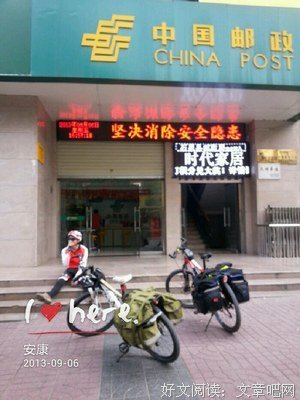 中国邮政
CHINA POST
坚决消除安全隐患
时代家居
I ❤ here.
安康
2013-09-06
好文阅读：文章吧网